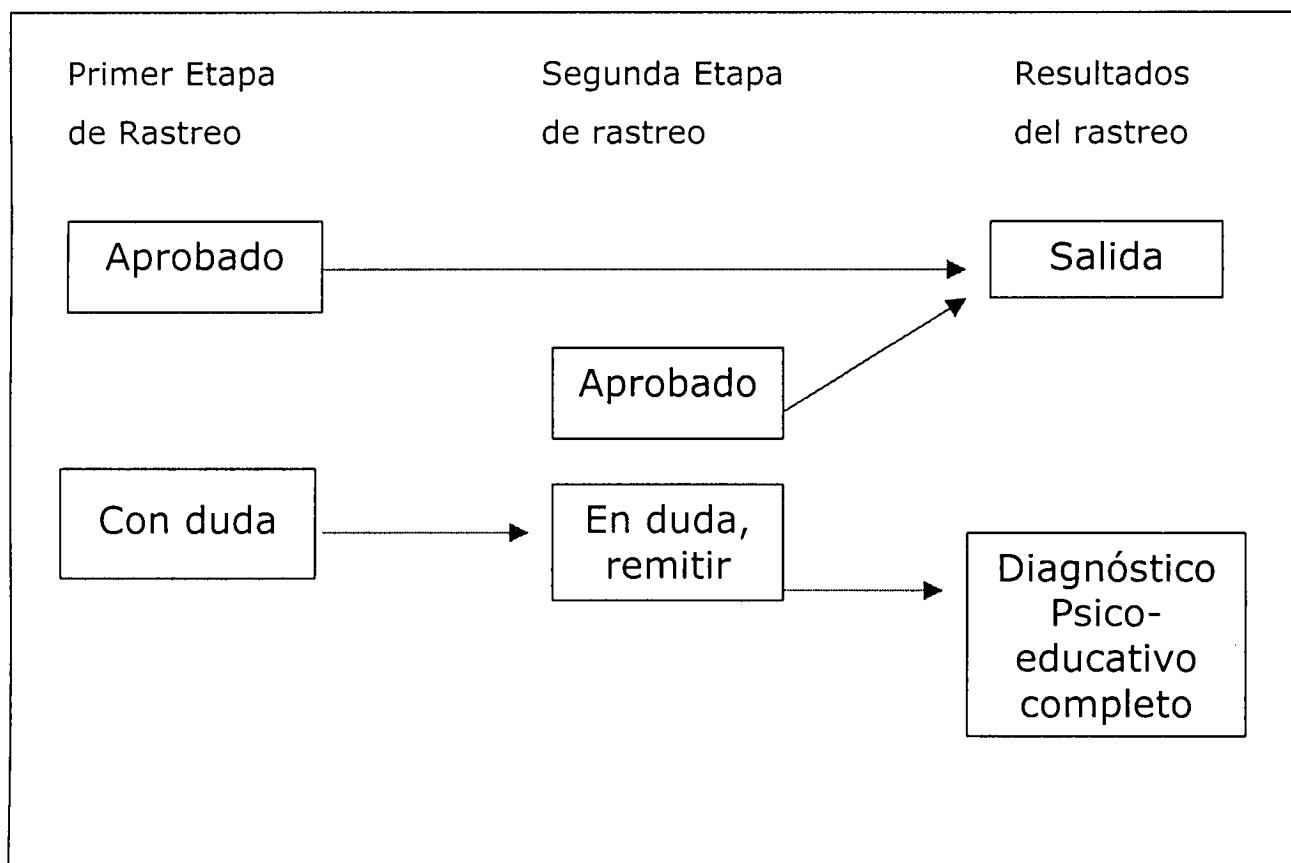 Primer Etapa
de Rastreo
Segunda Etapa
de rastreo
Resultados
del rastreo
Aprobado
Salida
Aprobado
Con duda
En duda,
remitir
Diagnóstico
Psico-
educativo
completo